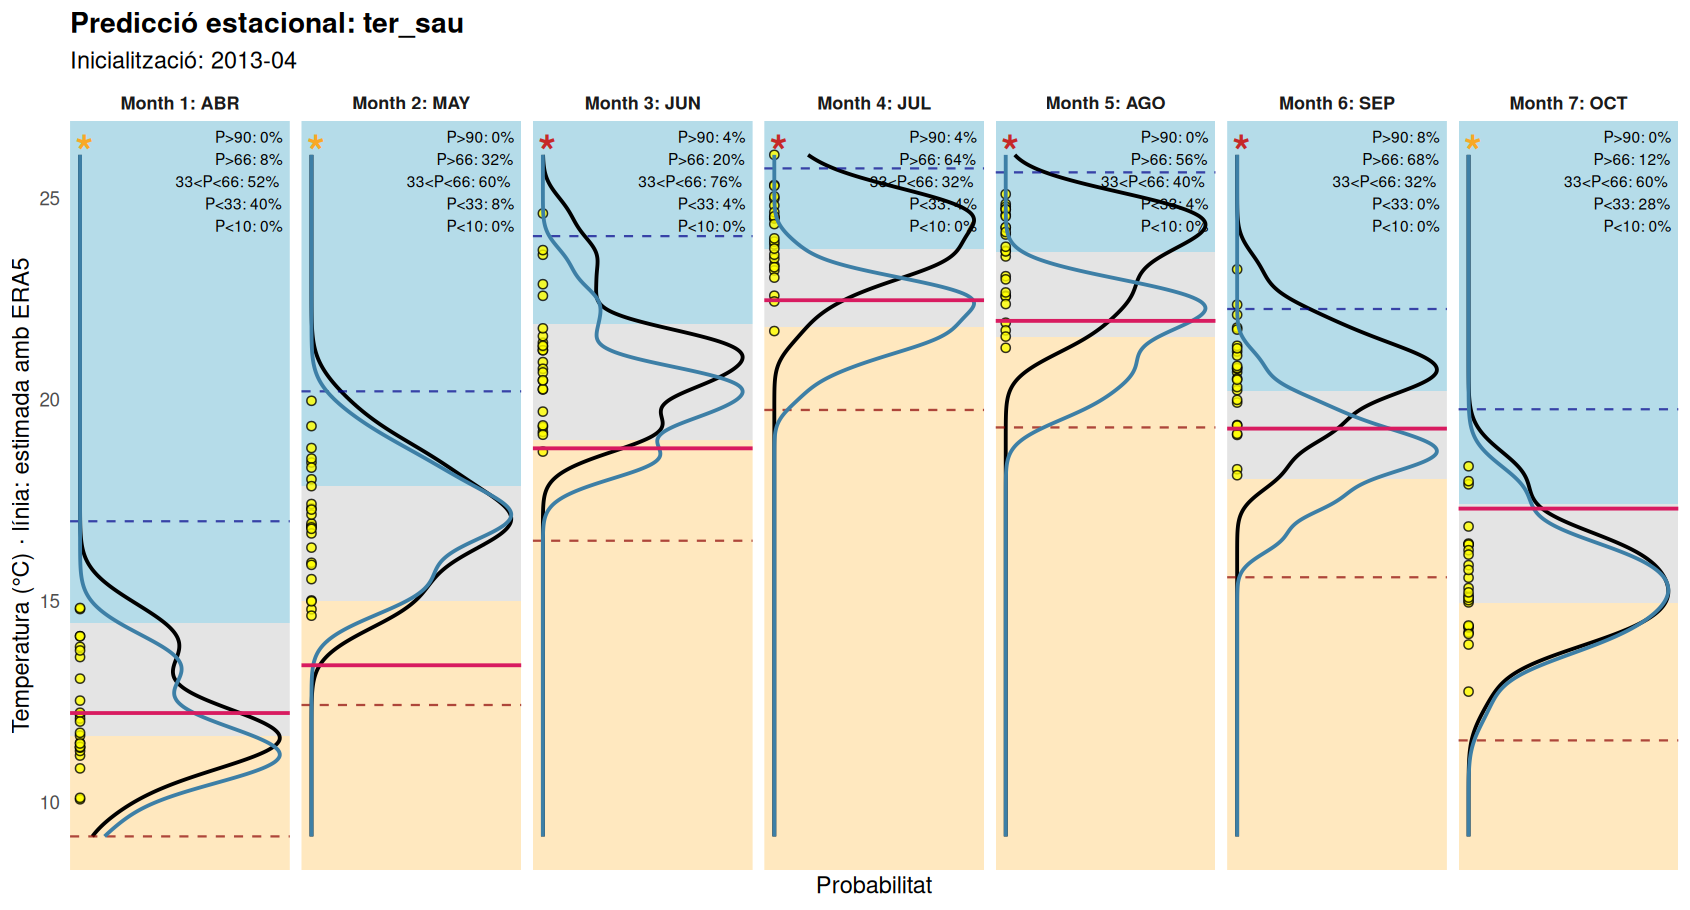 Predicció estacional: ter_sau
Inicialització: 2013-04
Month 1: ABR
Month 2: MAY
Month 3: JUN
Month 4: JUL
Month 5: AGO
Month 6: SEP
Month 7: OCT
P>90: 0%
P>66: 8%
33<P<66: 52%
P<33: 40%
P<10: 0%
P>90: 0%
P>66: 32%
33<P<66: 60%
P<33: 8%
P<10: 0%
P>90: 4%
P>66: 20%
33<P<66: 76%
P<33: 4%
P<10: 0%
P>90: 4%
P>66: 64%
33<P<66: 32%
P<33: 4%
P<10: 0%
P>90: 0%
P>66: 56%
33<P<66: 40%
P<33: 4%
P<10: 0%
P>90: 8%
P>66: 68%
33<P<66: 32%
P<33: 0%
P<10: 0%
P>90: 0%
P>66: 12%
33<P<66: 60%
P<33: 28%
P<10: 0%
25
20
15
10
Temperatura (°C) · línia: estimada amb ERA5
Probabilitat